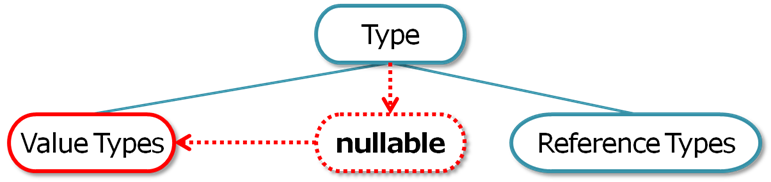 Type
Value Types
nullable
Reference Types